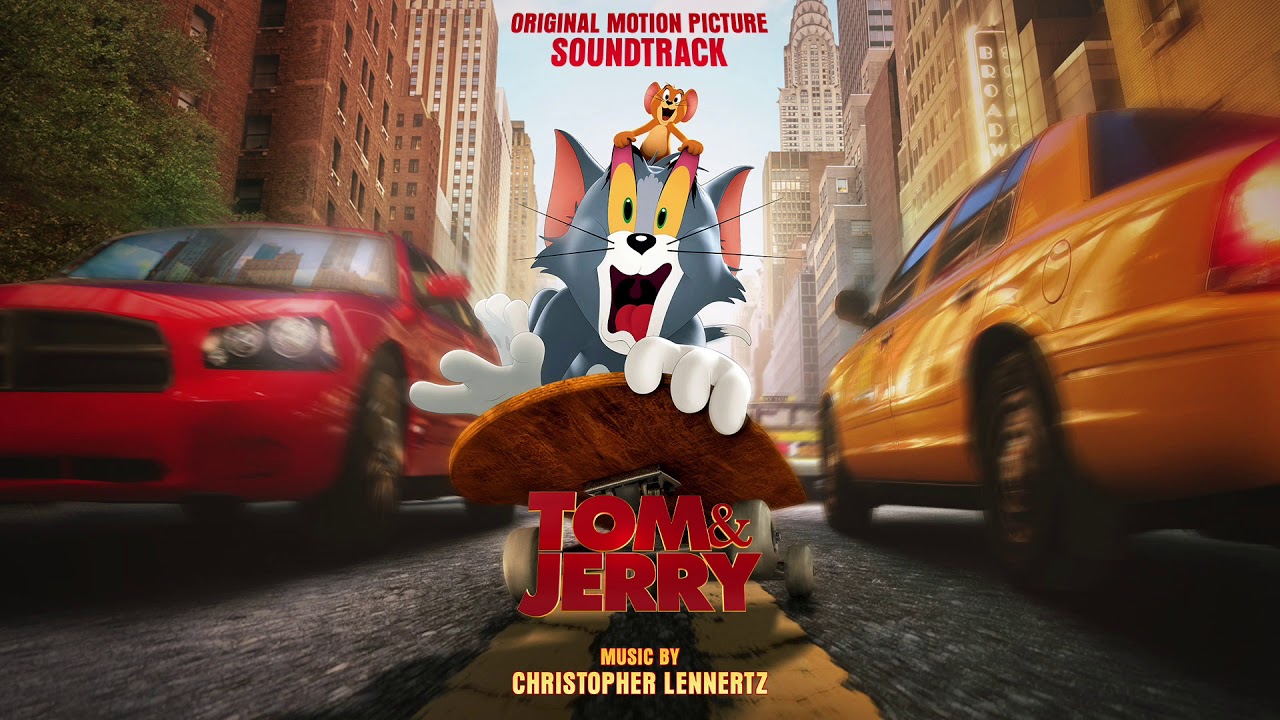 ORIGINAL MOTION PICTURE
SOUNDTRACK
BROADW
TOM &
JERRY
MUSIC BY
CHRISTOPHER LENNERTZ